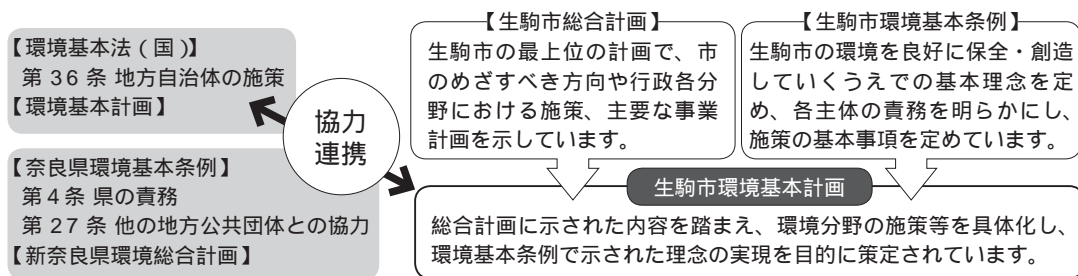 【環境基本法（国）】
第 36 条 地方自治体の施策
【環境基本計画】
【奈良県環境基本条例】
第４条 県の責務
第 27 条 他の地方公共団体との協力
【新奈良県環境総合計画】
協力
連携
【生駒市総合計画】
生駒市の最上位の計画で、市
のめざすべき方向や行政各分
野における施策、主要な事業
計画を示しています。
【生駒市環境基本条例】
生駒市の環境を良好に保全・創造
していくうえでの基本理念を定
め、各主体の責務を明らかにし、
施策の基本事項を定めています。
生駒市環境基本計画
総合計画に示された内容を踏まえ、環境分野の施策等を具体化し、
環境基本条例で示された理念の実現を目的に策定されています。